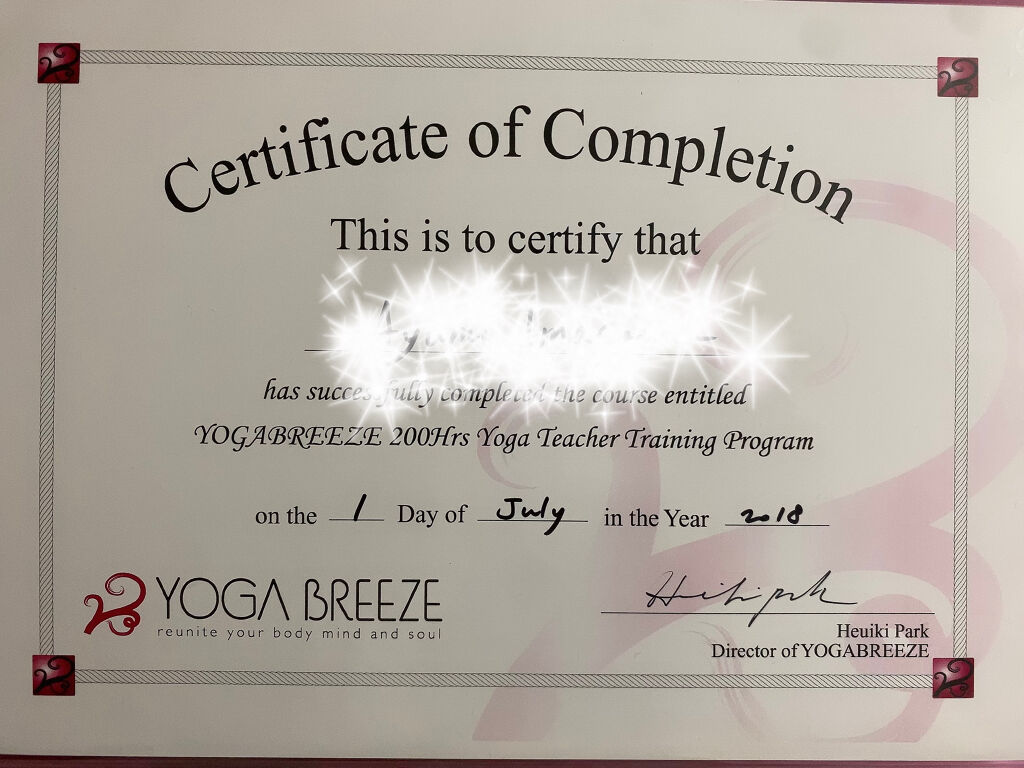 Certificate of Completion
This is to certify that
has successfully completed the course entitled
YOGABREEZE 200Hrs Yoga Teacher Training Program
on the 1 Day of July in the Year 2018
YOGA BREEZE
reunite your body mind and soul
Heuiki Park
Director of YOGABREEZE